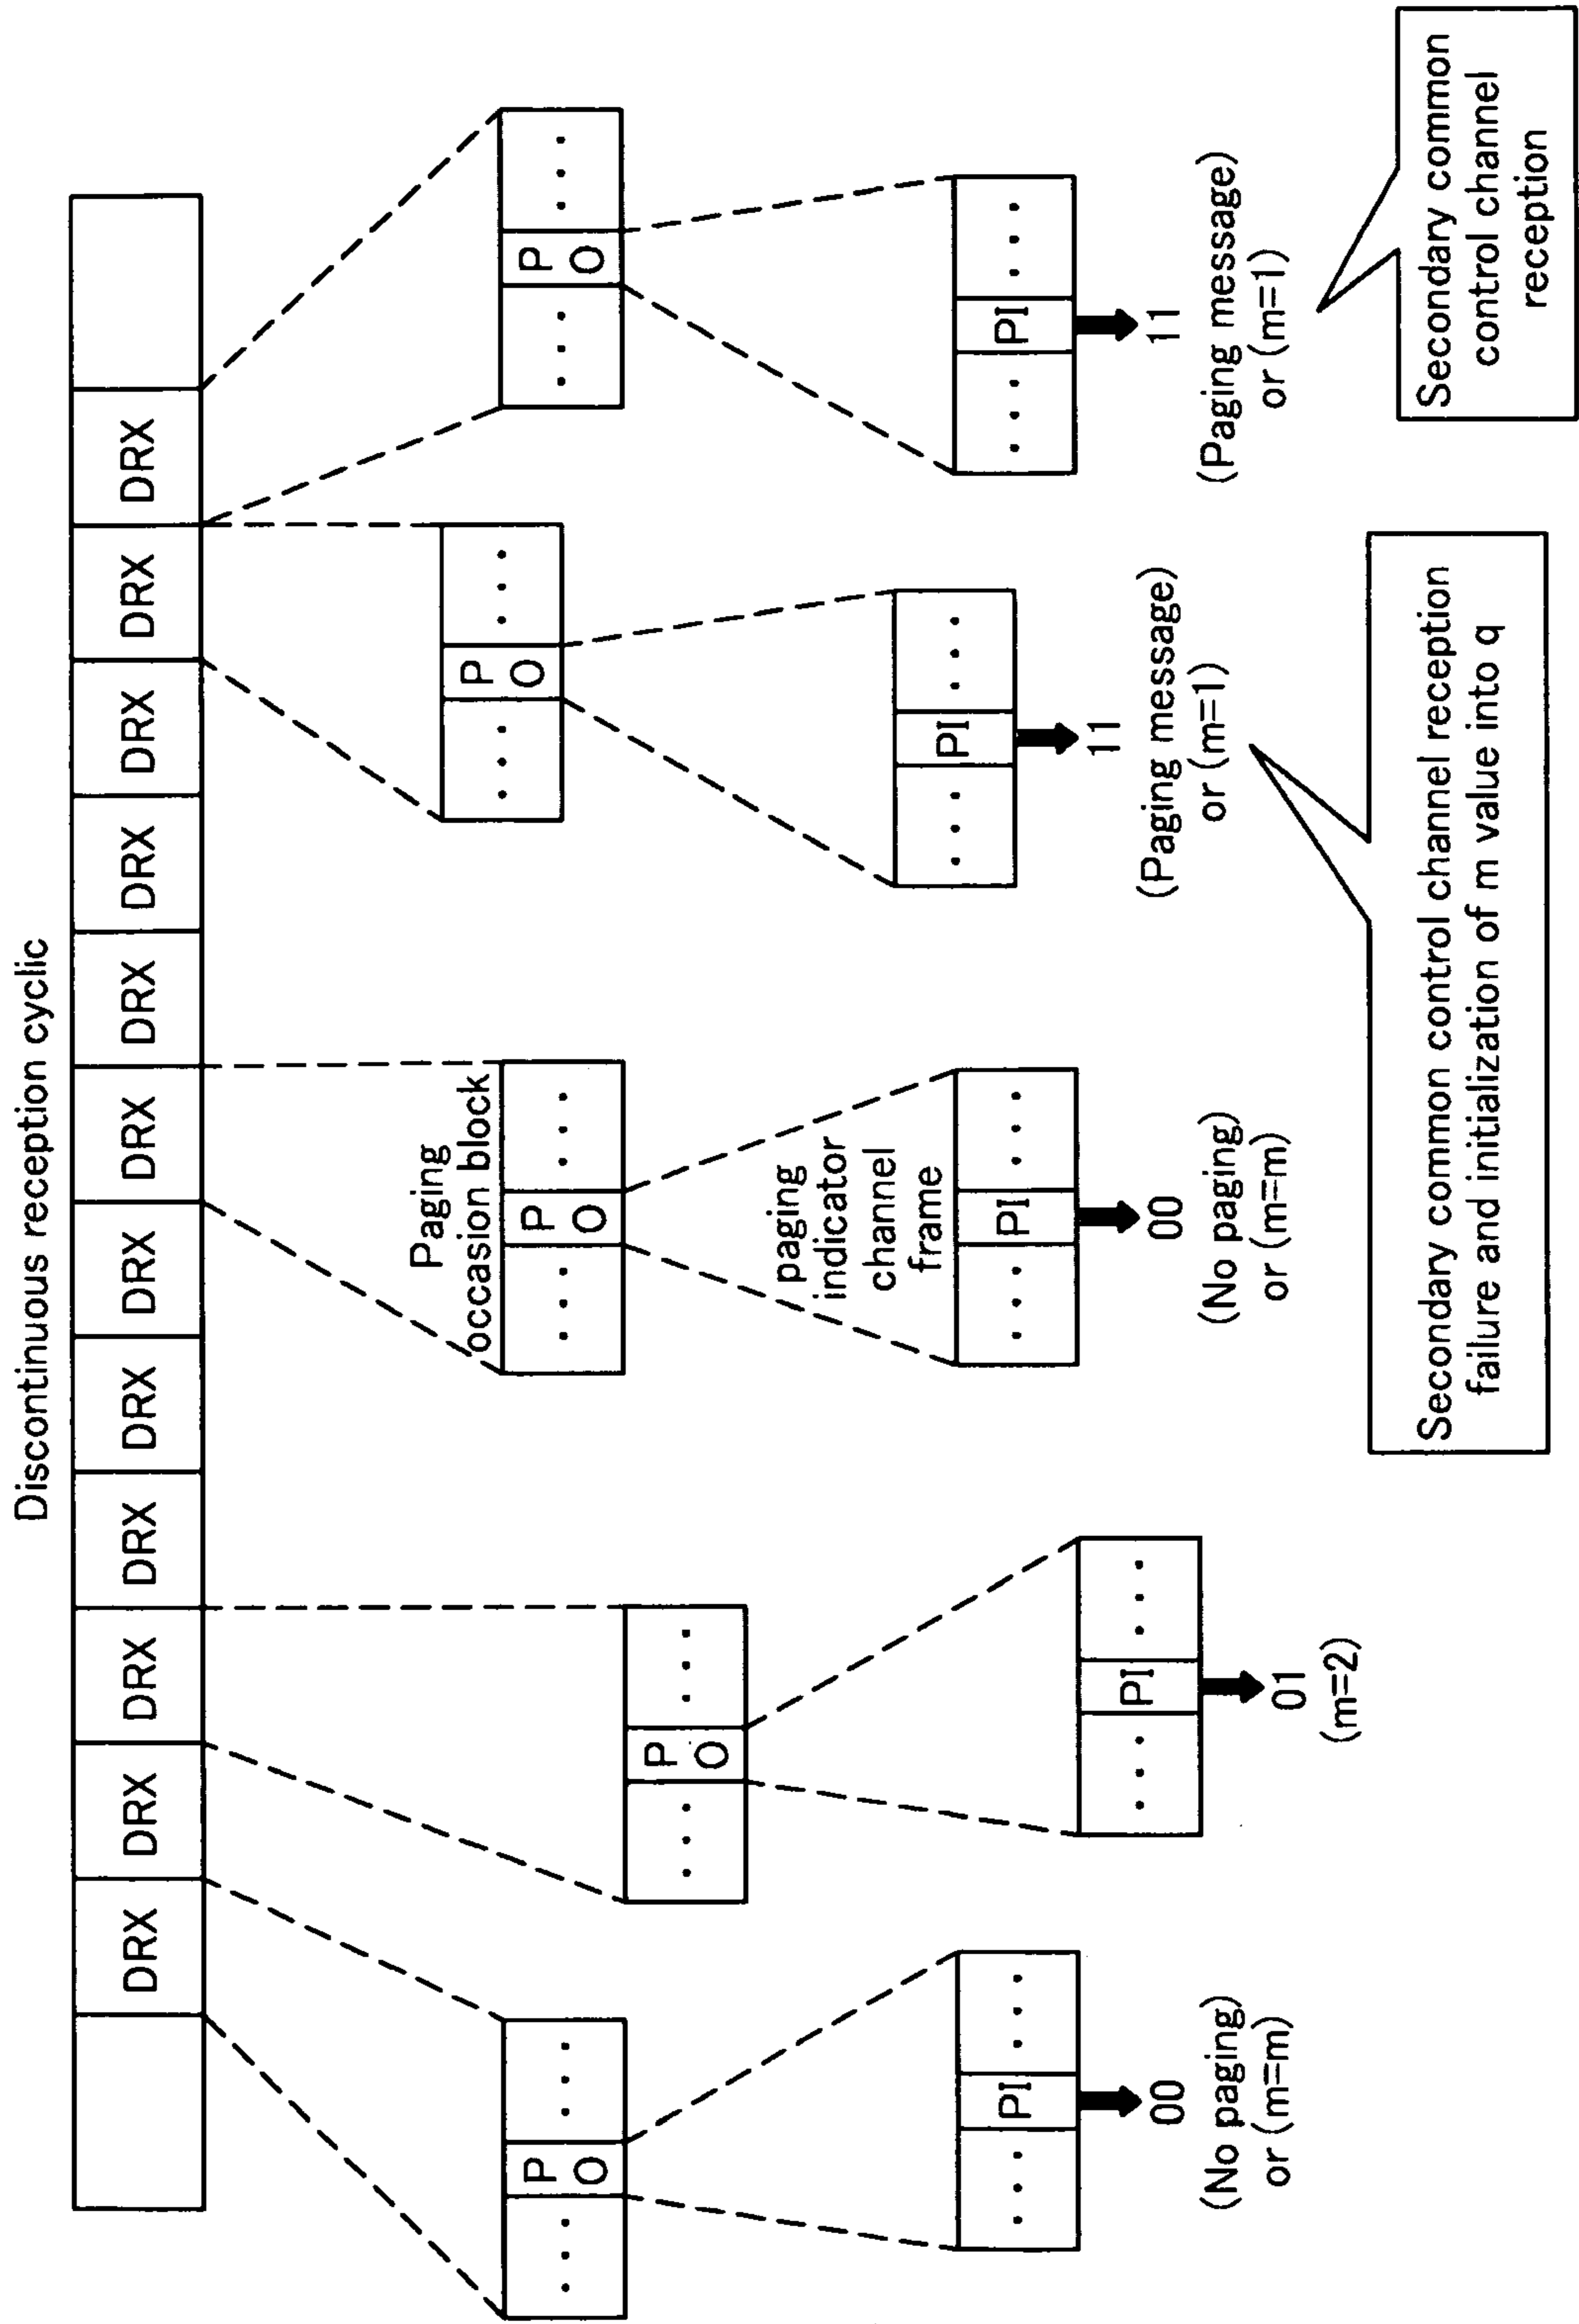 Discontinuous reception cyclic
DRX DRX DRX DRX DRX DRX DRX DRX DRX DRX DRX DRX
P
O
. . .
. . .
PI
. . .
. . .
00
(No paging)
or (m=m)
P
O
. . .
. . .
PI
. . .
. . .
01
(m=2)
Paging
occasion block
P
O
. . .
. . .
paging
indicator
channel
frame
PI
. . .
. . .
00
(No paging)
or (m=m)
P
O
. . .
. . .
PI
. . .
. . .
11
(Paging message)
or (m=1)
Secondary common control channel reception
failure and initialization of m value into q
P
O
. . .
. . .
PI
. . .
. . .
11
(Paging message)
or (m=1)
Secondary common
control channel
reception